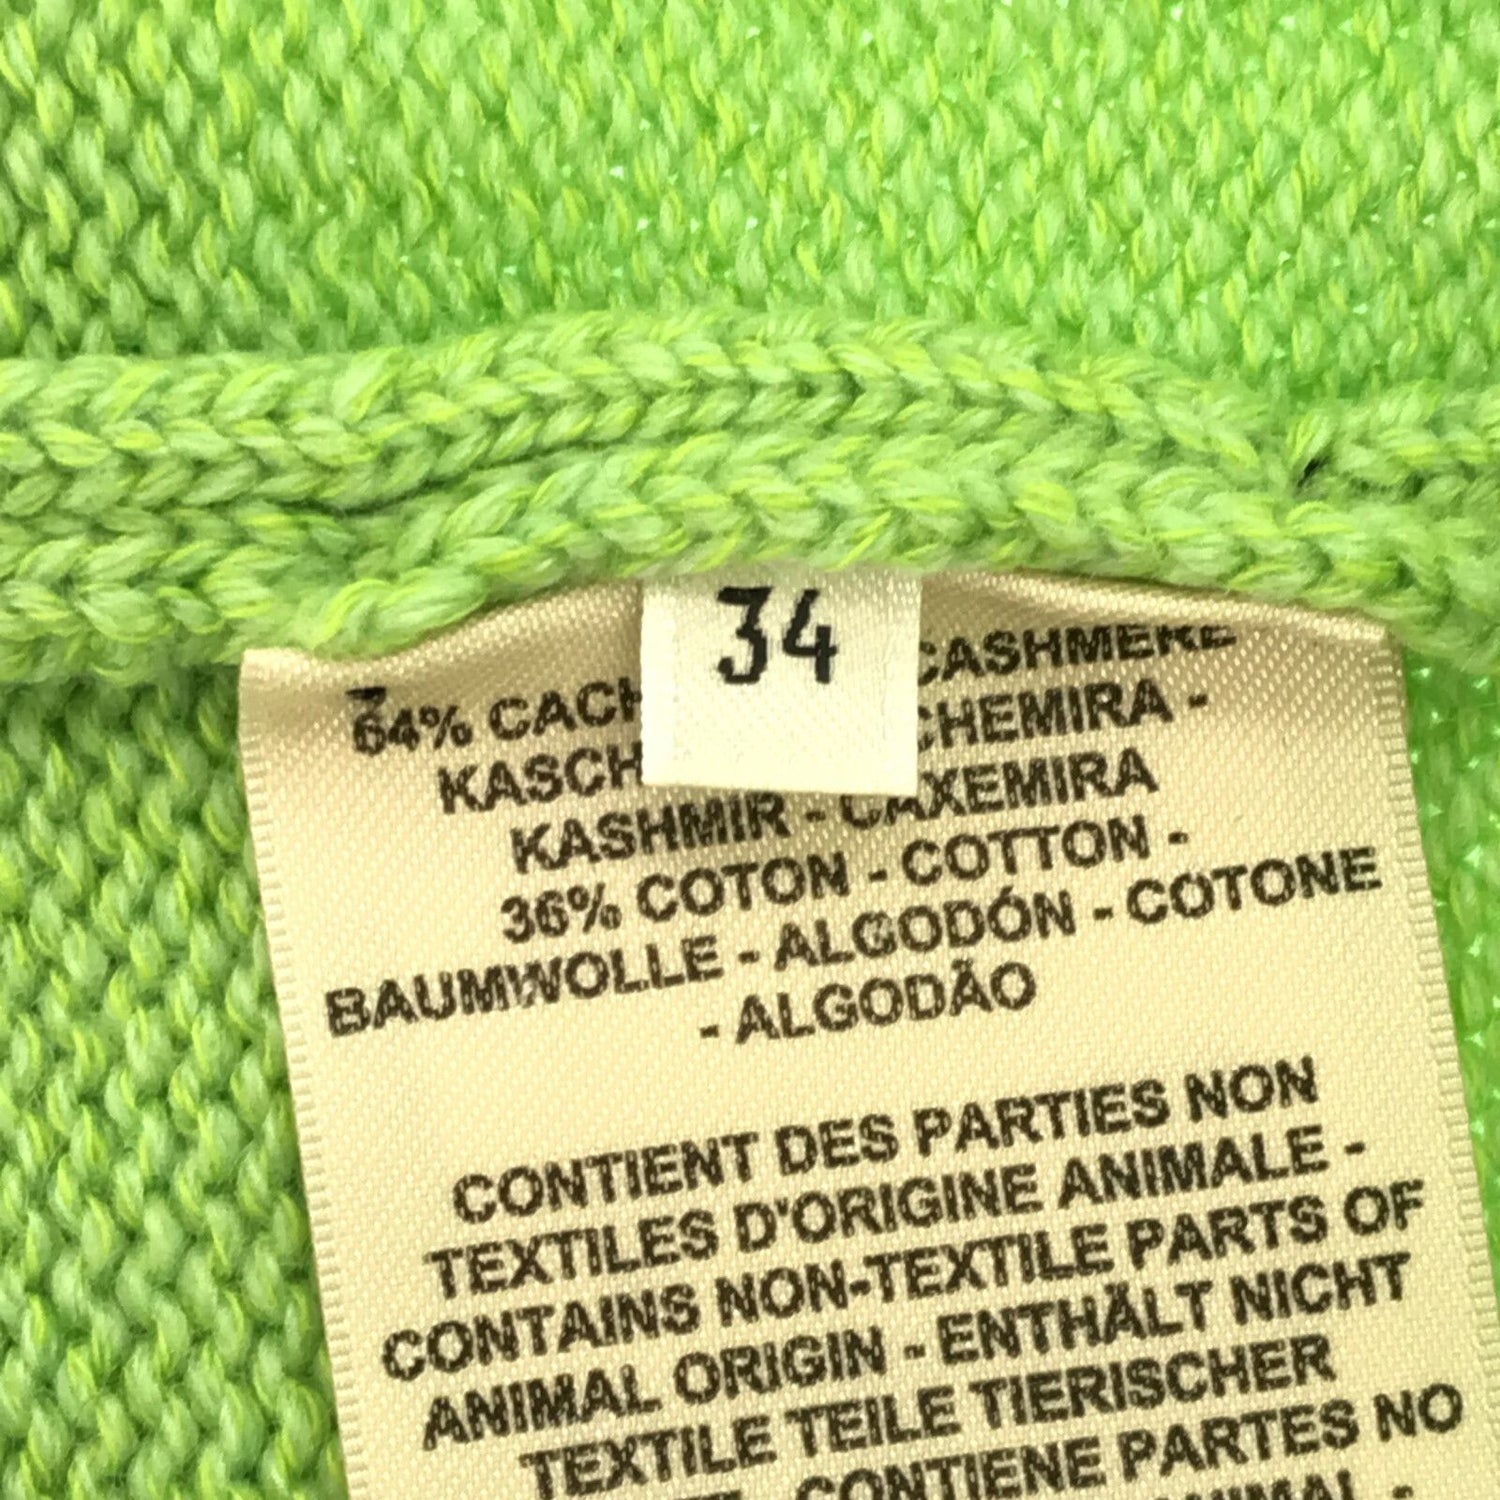 34
64% CACH CASHMERE
KASCH CHEMIRA -
KASHMIR - CAXEMIRA
36% COTON - COTTON -
BAUMWOLLE - ALGODÓN - COTONE
- ALGODÃO
CONTIENT DES PARTIES NON
TEXTILES D'ORIGINE ANIMALE -
CONTAINS NON-TEXTILE PARTS OF
ANIMAL ORIGIN - ENTHÄLT NICHT
TEXTILE TEILE TIERISCHER
CONTIENE PARTES NO